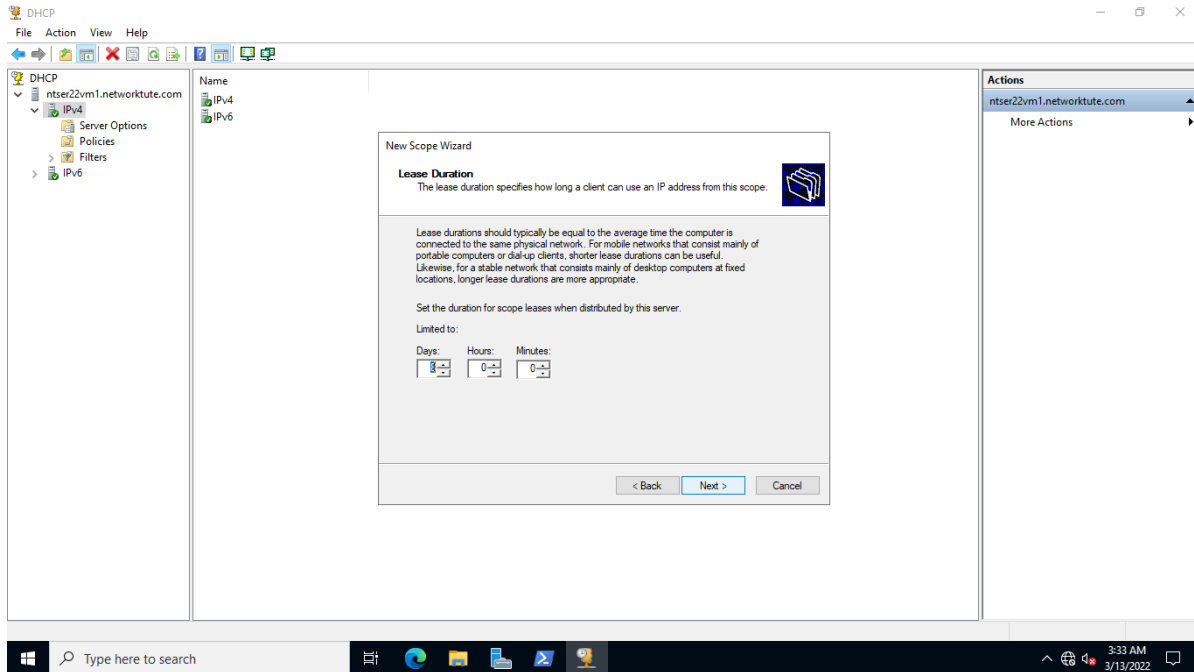 DHCP
File Action View Help
DHCP
ntser22vm1.networktute.com
IPv4
Server Options
Policies
Filters
IPv6
Name
IPv4
IPv6
New Scope Wizard
Lease Duration
The lease duration specifies how long a client can use an IP address from this scope.
Lease durations should typically be equal to the average time the computer is
connected to the same physical network. For mobile networks that consist mainly of
portable computers or dial-up clients, shorter lease durations can be useful.
Likewise, for a stable network that consists mainly of desktop computers at fixed
locations, longer lease durations are more appropriate.
Set the duration for scope leases when distributed by this server.
Limited to:
Days: Hours: Minutes:
8 0 0
< Back Next > Cancel
Actions
ntser22vm1.networktute.com
More Actions
Type here to search
3:33 AM
3/13/2022